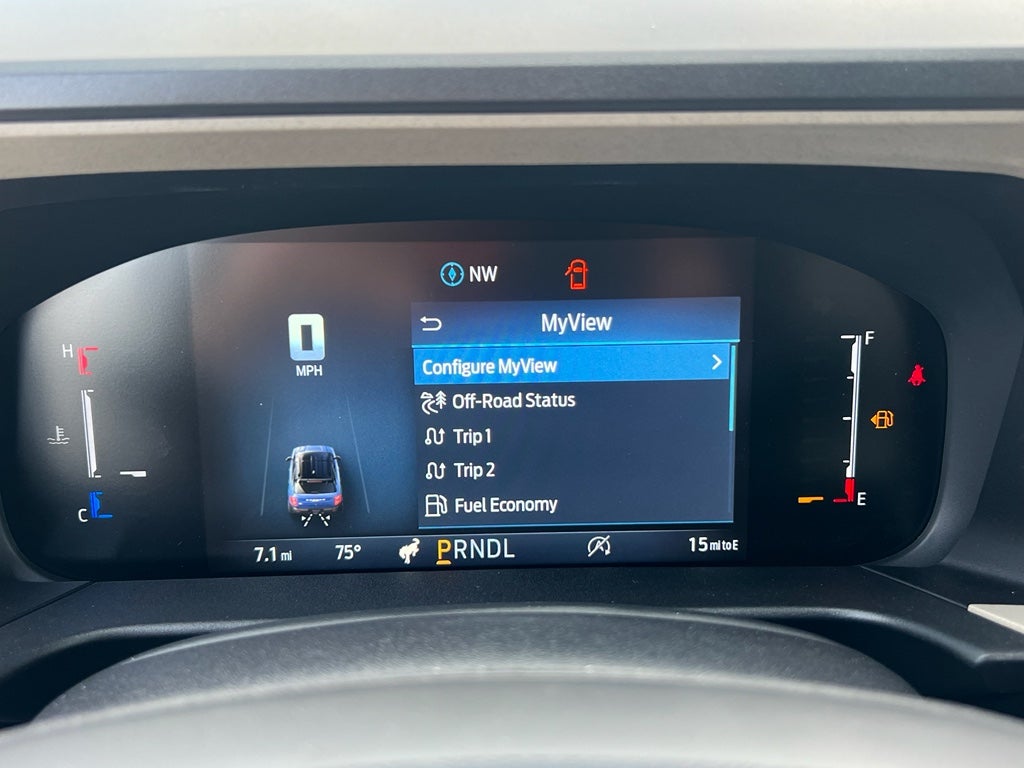 NW
MyView
H
0
MPH
Configure MyView
Off-Road Status
Trip 1
Trip 2
Fuel Economy
F
C
E
7.1 mi
75°
PRNDL
15 mi to E